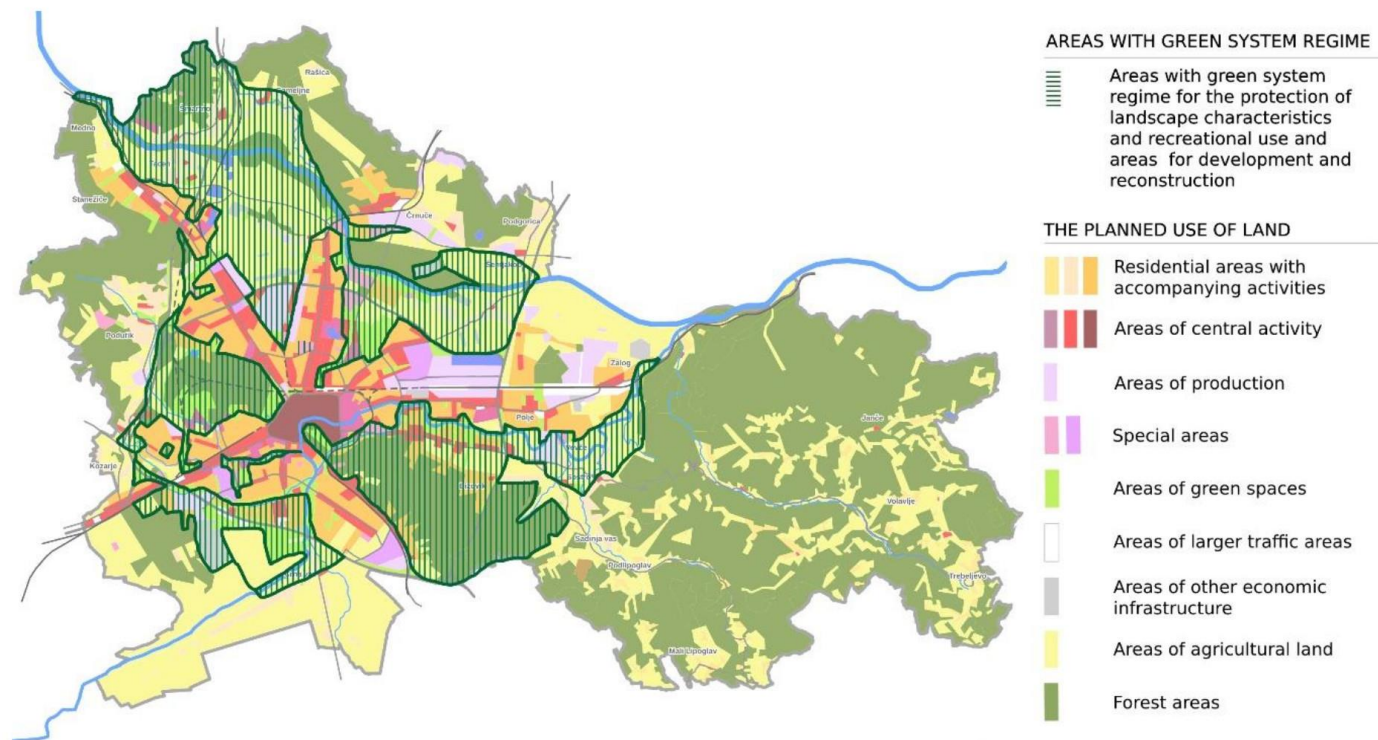 AREAS WITH GREEN SYSTEM REGIME
Areas with green system
regime for the protection of
landscape characteristics
and recreational use and
areas for development and
reconstruction
THE PLANNED USE OF LAND
Residential areas with
accompanying activities
Areas of central activity
Areas of production
Special areas
Areas of green spaces
Areas of larger traffic areas
Areas of other economic
infrastructure
Areas of agricultural land
Forest areas
Rašica
Medno
Stanežice
Črnuče
Podgorica
Podutik
Zalog
Polje
Janče
Kozarje
Bizovik
Volavlje
Sadinja vas
Podlipoglav
Trebeljevo
Mali Lipoglav